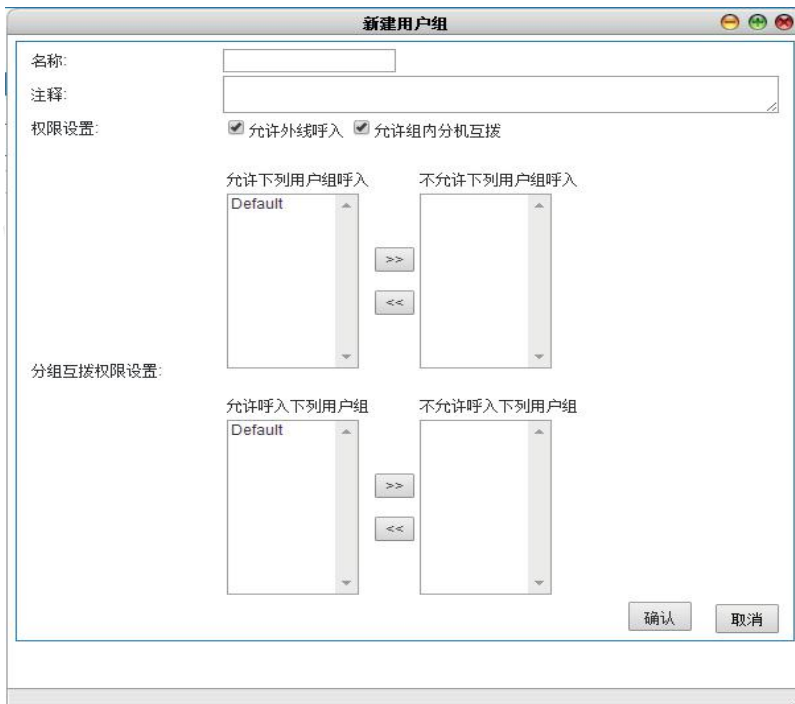 新建用户组
名称:
注释:
权限设置:
允许外线呼入 允许组内分机互拨
允许下列用户组呼入 不允许下列用户组呼入
Default
>>
<<
分组互拨权限设置:
允许呼入下列用户组 不允许呼入下列用户组
Default
>>
<<
确认 取消